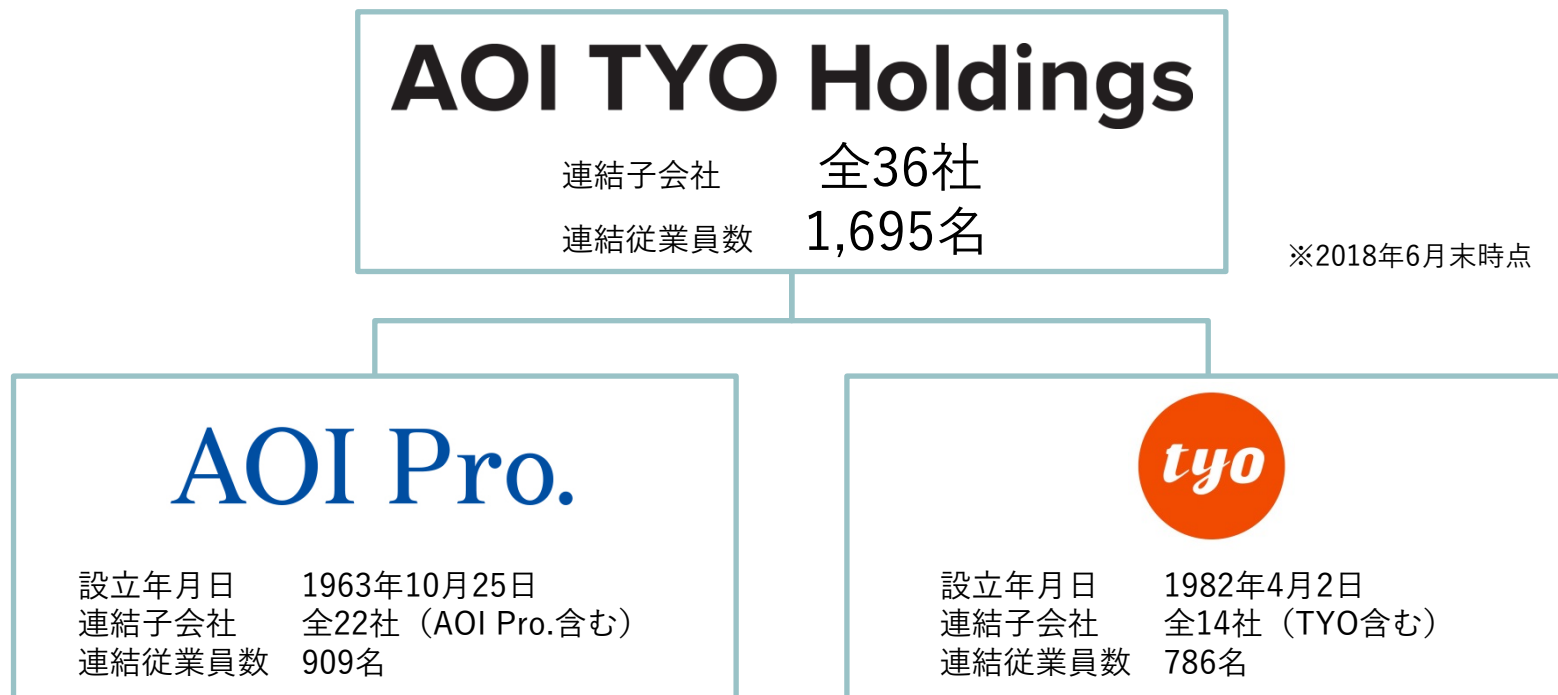 AOI TYO Holdings
連結子会社 全36社
連結従業員数 1,695名
※2018年6月末時点
AOI Pro.
設立年月日 1963年10月25日
連結子会社 全22社（AOI Pro.含む）
連結従業員数 909名
tyo
設立年月日 1982年4月2日
連結子会社 全14社（TYO含む）
連結従業員数 786名